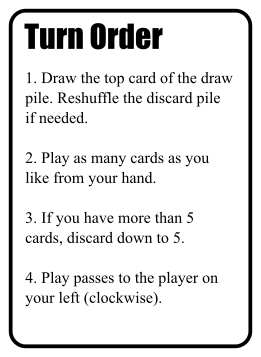 Turn Order
1. Draw the top card of the draw
pile. Reshuffle the discard pile
if needed.
2. Play as many cards as you
like from your hand.
3. If you have more than 5
cards, discard down to 5.
4. Play passes to the player on
your left (clockwise).